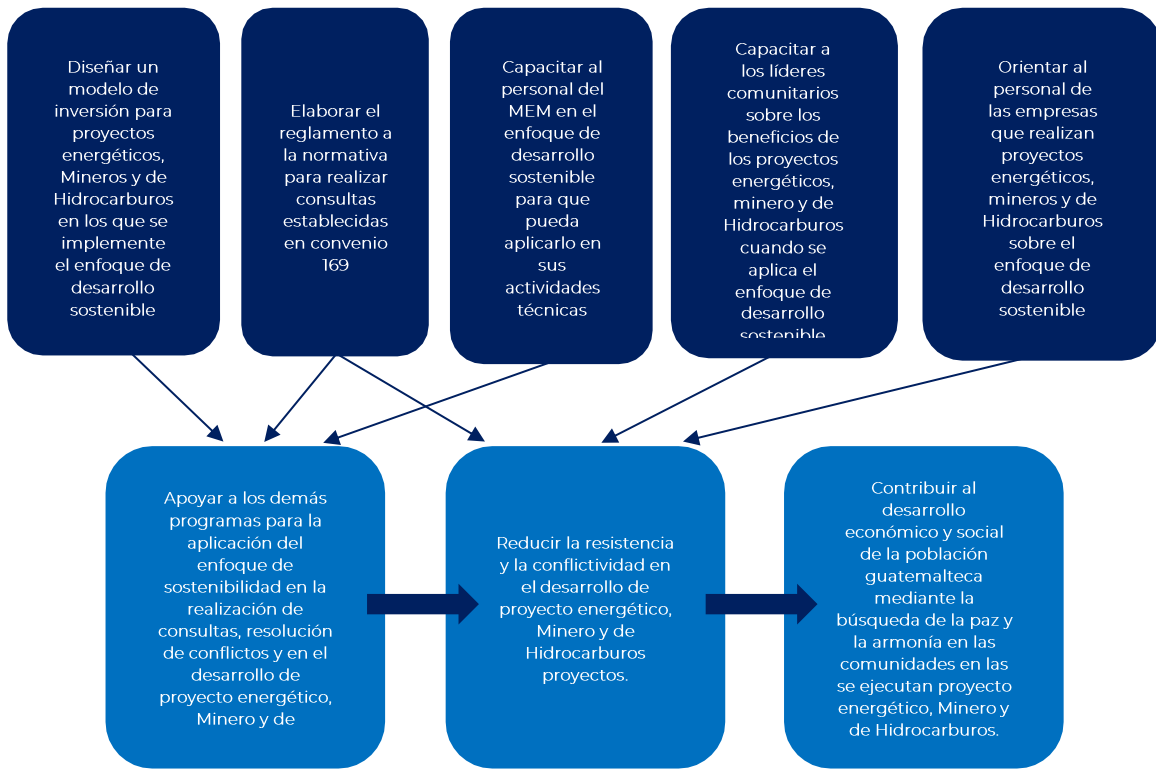 Diseñar un
modelo de
inversión para
proyectos
energéticos,
Mineros y de
Hidrocarburos
en los que se
implemente
el enfoque de
desarrollo
sostenible
Elaborar el
reglamento a
la normativa
para realizar
consultas
establecidas
en convenio
169
Capacitar al
personal del
MEM en el
enfoque de
desarrollo
sostenible
para que
pueda
aplicarlo en
sus
actividades
técnicas
Capacitar a
los líderes
comunitarios
sobre los
beneficios de
los proyectos
energéticos,
minero y de
Hidrocarburos
cuando se
aplica el
enfoque de
desarrollo
sostenible
Orientar al
personal de
las empresas
que realizan
proyectos
energéticos,
mineros y de
Hidrocarburos
sobre el
enfoque de
desarrollo
sostenible
Apoyar a los demás
programas para la
aplicación del
enfoque de
sostenibilidad en la
realización de
consultas, resolución
de conflictos y en el
desarrollo de
proyecto energético,
Minero y de
Reducir la resistencia
y la conflictividad en
el desarrollo de
proyecto energético,
Minero y de
Hidrocarburos
proyectos.
Contribuir al
desarrollo
económico y social
de la población
guatemalteca
mediante la
búsqueda de la paz y
la armonía en las
comunidades en las
se ejecutan proyecto
energético, Minero y
de Hidrocarburos.